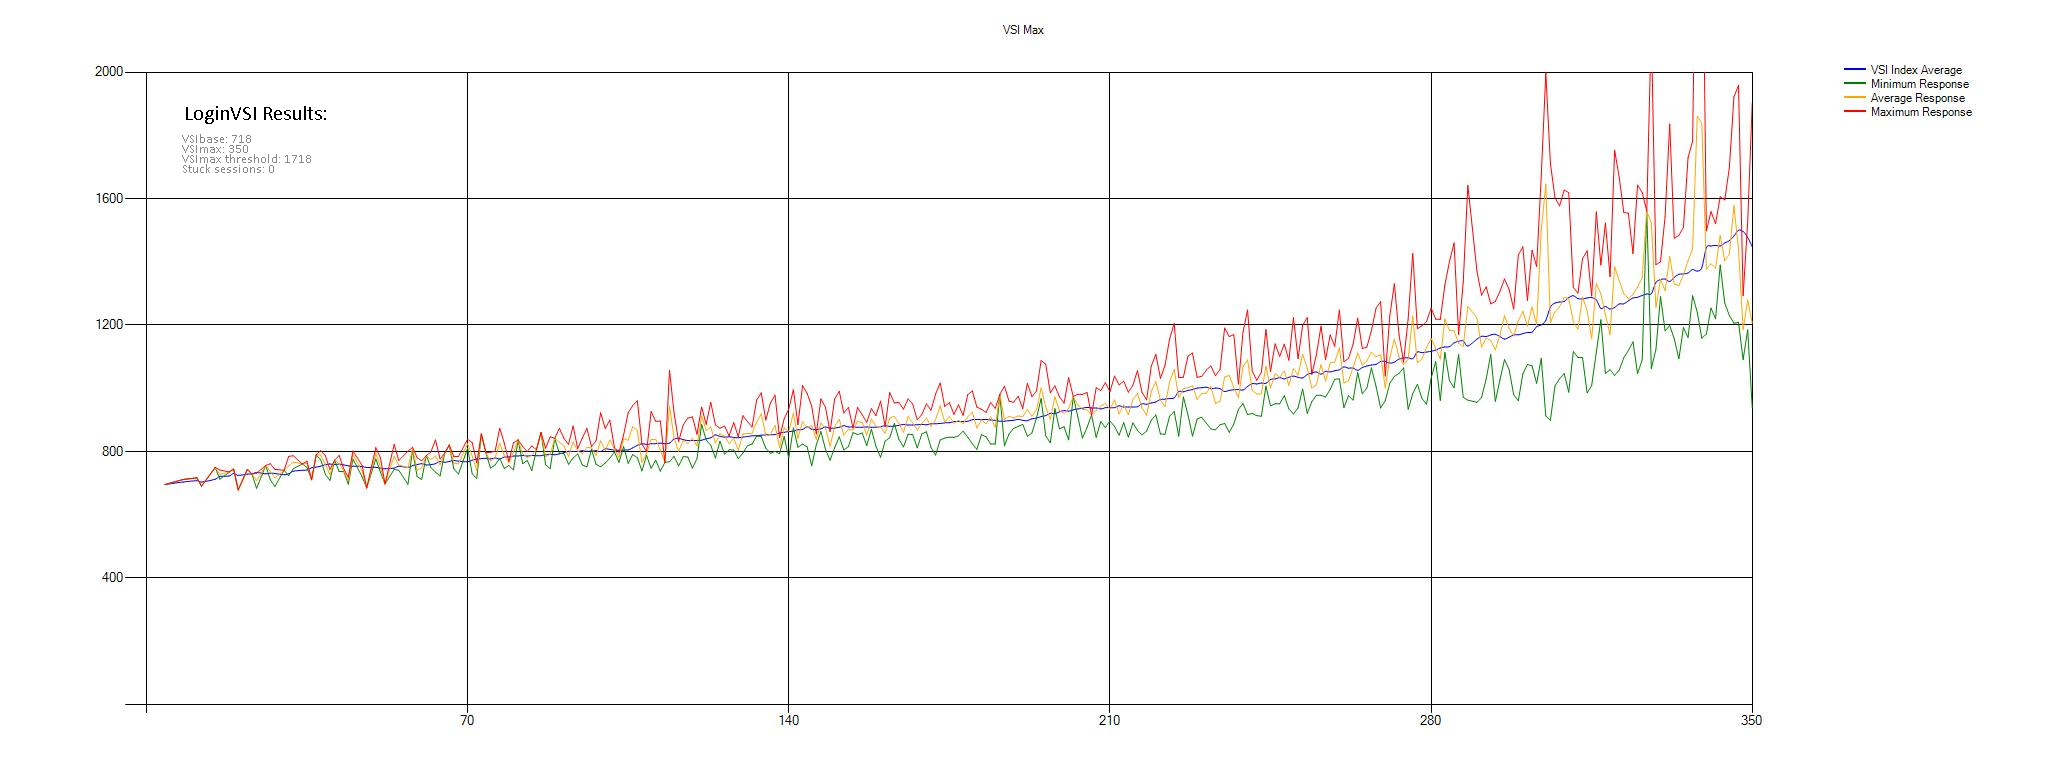 VSI Max
2000
1600
1200
800
400
70
140
210
280
350
LoginVSI Results:
VSIbase: 718
VSImax: 350
VSImax threshold: 1718
Stuck sessions: 0
VSI Index Average
Minimum Response
Average Response
Maximum Response